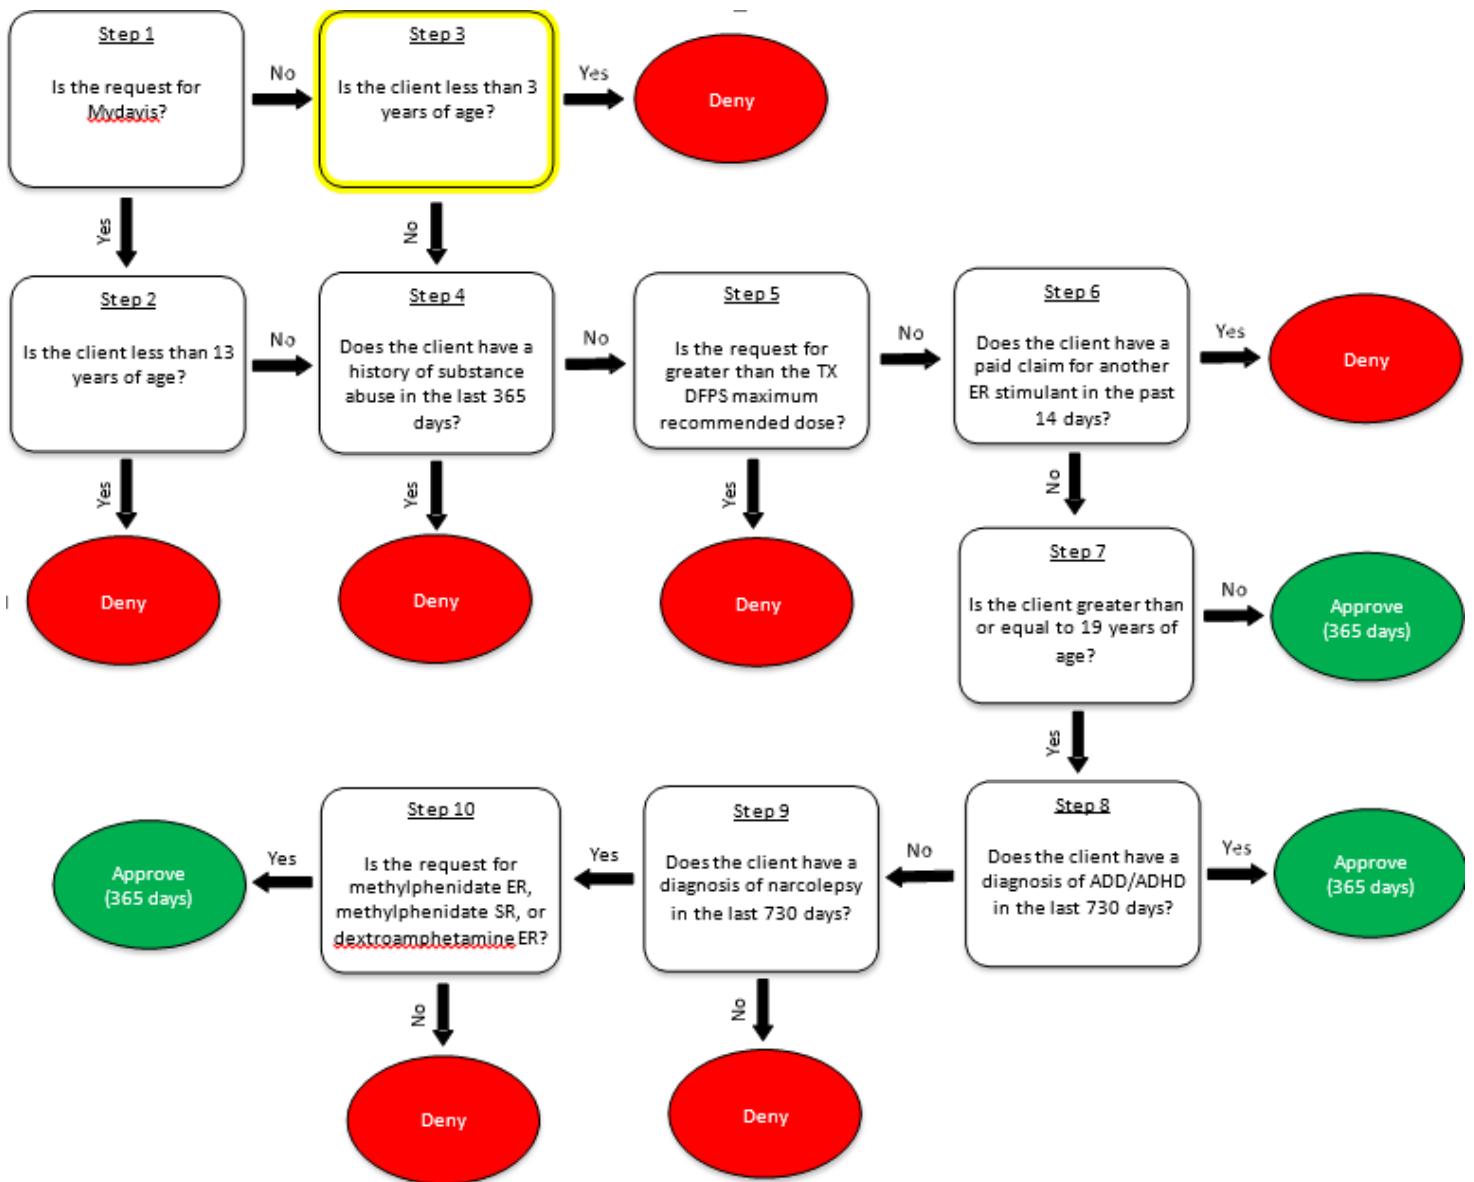 Step 1
Is the request for
Mydayis?
No
Step 3
Is the client less than 3
years of age?
Yes
Deny
Yes
No
Step 2
Is the client less than 13
years of age?
No
Step 4
Does the client have a
history of substance
abuse in the last 365
days?
No
Step 5
Is the request for
greater than the TX
DFPS maximum
recommended dose?
No
Step 6
Does the client have a
paid claim for another
ER stimulant in the past
14 days?
Yes
Deny
Yes
Deny
Yes
Deny
Yes
Deny
No
Step 7
Is the client greater than
or equal to 19 years of
age?
No
Approve
(365 days)
Yes
Step 8
Does the client have a
diagnosis of ADD/ADHD
in the last 730 days?
Yes
Approve
(365 days)
No
Step 9
Does the client have a
diagnosis of narcolepsy
in the last 730 days?
Yes
Step 10
Is the request for
methylphenidate ER,
methylphenidate SR, or
dextroamphetamine ER?
Yes
Approve
(365 days)
No
Deny
No
Deny